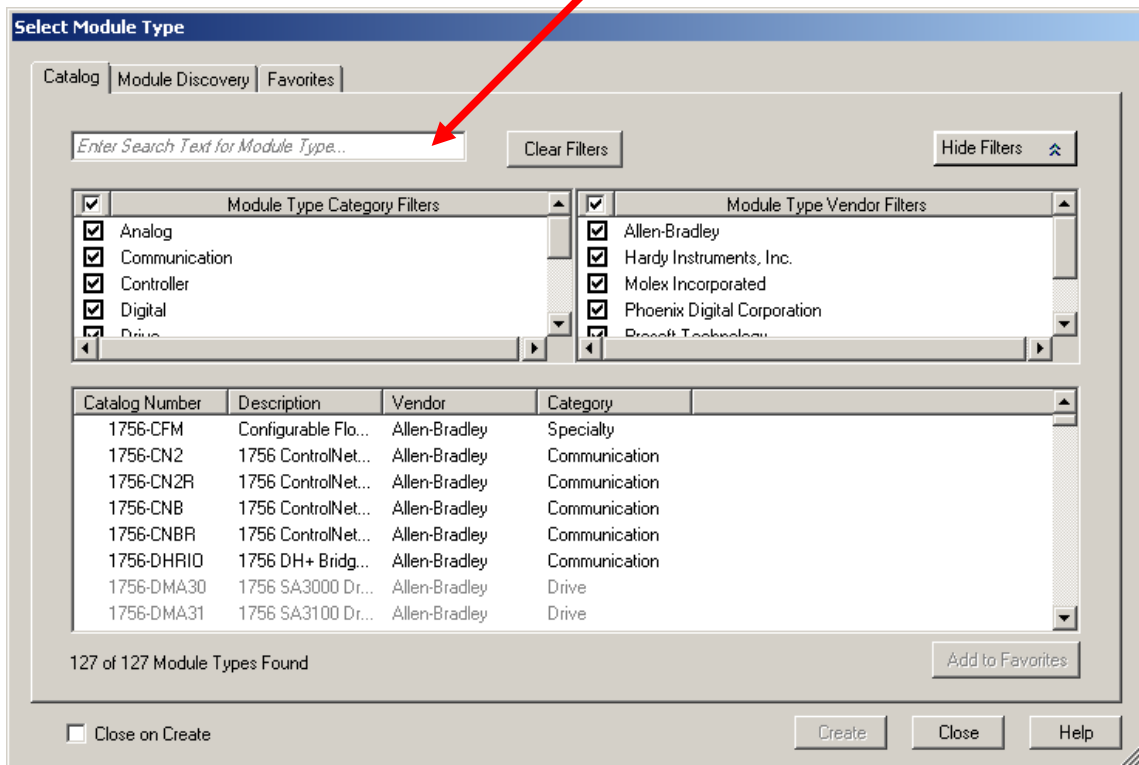 Select Module Type
Catalog Module Discovery Favorites
Enter Search Text for Module Type... Clear Filters Hide Filters
Module Type Category Filters Module Type Vendor Filters
Analog Allen-Bradley
Communication Hardy Instruments, Inc.
Controller Molex Incorporated
Digital Phoenix Digital Corporation
Drive Prosoft Technology
Catalog Number Description Vendor Category
1756-CFM Configurable Flo... Allen-Bradley Specialty
1756-CN2 1756 ControlNet... Allen-Bradley Communication
1756-CN2R 1756 ControlNet... Allen-Bradley Communication
1756-CNB 1756 ControlNet... Allen-Bradley Communication
1756-CNBR 1756 ControlNet... Allen-Bradley Communication
1756-DHRIO 1756 DH+ Bridg... Allen-Bradley Communication
1756-DMA30 1756 SA3000 Dr... Allen-Bradley Drive
1756-DMA31 1756 SA3100 Dr... Allen-Bradley Drive
127 of 127 Module Types Found Add to Favorites
Close on Create Create Close Help